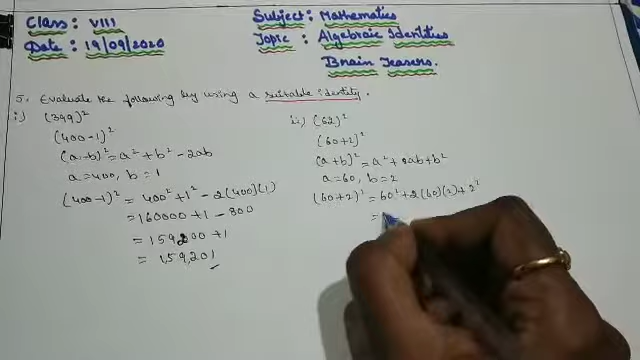 Class: VIII
Date: 19/09/2020
Subject: Mathematics
Topic: Algebraic Identities
Brain Teasers.
5. Evaluate the following by using a suitable identity.
i) (399)²
(400-1)²
(a-b)² = a² + b² - 2ab
a=400, b=1
(400-1)² = 400² + 1² - 2(400)(1)
= 160000 + 1 - 800
= 159200 + 1
= 1,59,201
ii) (62)²
(60+2)²
(a+b)² = a² + 2ab + b²
a=60, b=2
(60+2)² = 60² + 2(60)(2) + 2²
=